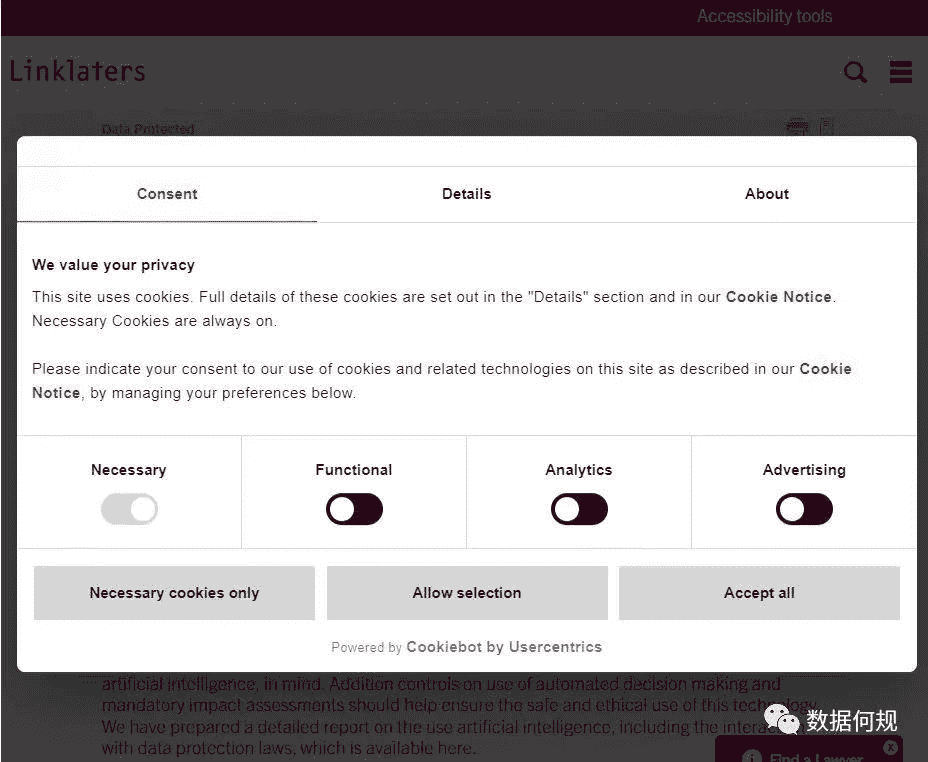 Accessibility tools
Linklaters
Data Protected
Consent
Details
About
We value your privacy
This site uses cookies. Full details of these cookies are set out in the "Details" section and in our Cookie Notice.
Necessary Cookies are always on.
Please indicate your consent to our use of cookies and related technologies on this site as described in our Cookie
Notice, by managing your preferences below.
Necessary
Functional
Analytics
Advertising
Necessary cookies only
Allow selection
Accept all
Powered by Cookiebot by Usercentrics
artificial intelligence, in mind. Addition controls on use of automated decision making and
mandatory impact assessments should help ensure the safe and ethical use of this technology.
We have prepared a detailed report on the use artificial intelligence, including the
with data protection laws, which is available here.
数据何规
Find a Lawyer